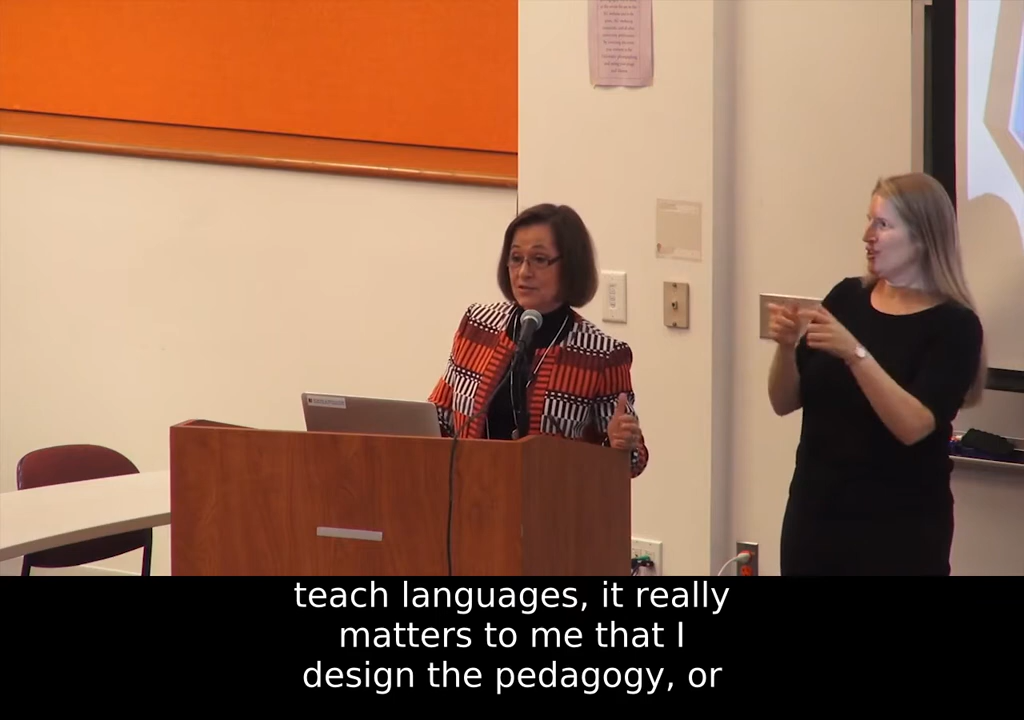 teach languages, it really
matters to me that I
design the pedagogy, or